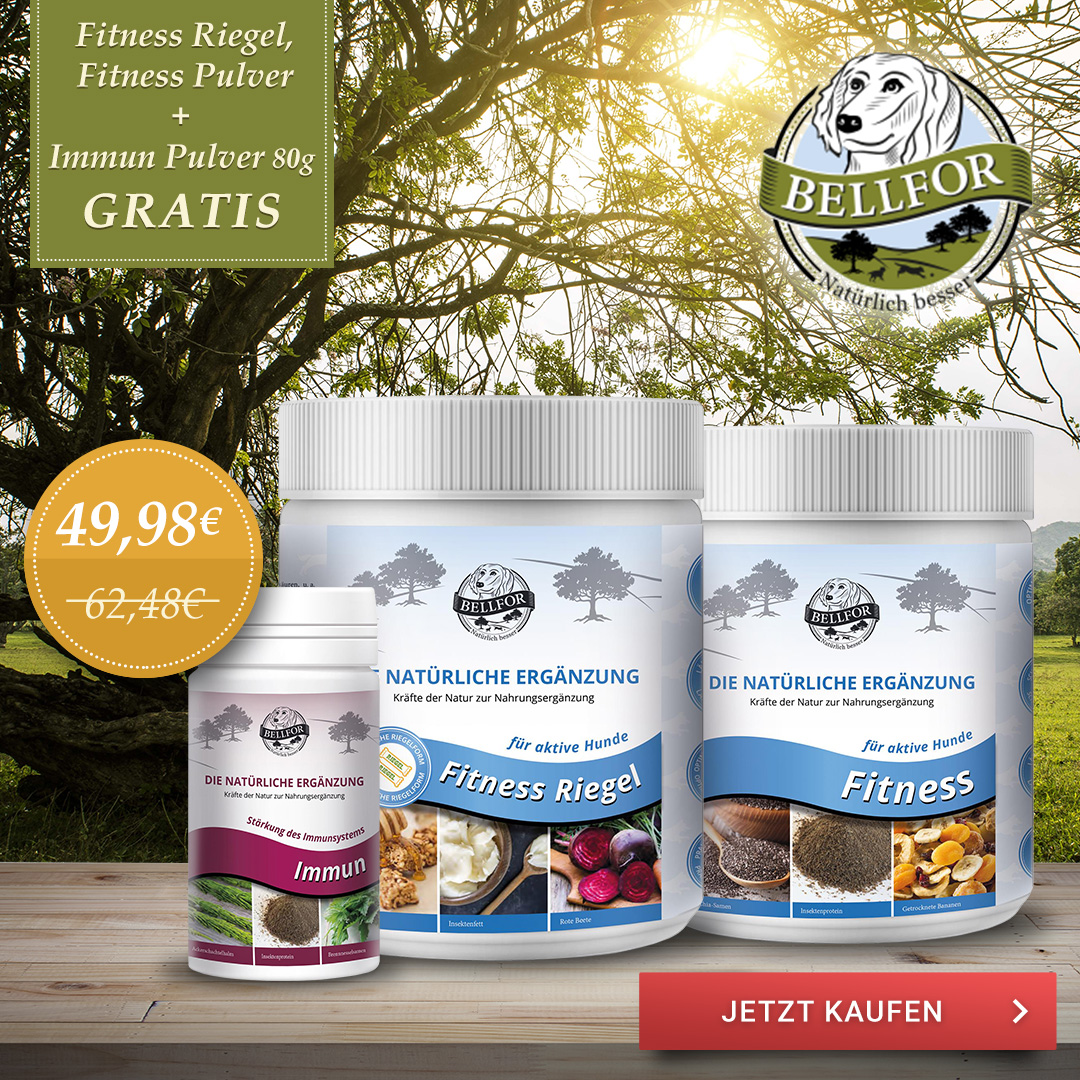 Fitness Riegel,
Fitness Pulver
+
Immun Pulver 80g
GRATIS
BELLFOR
Natürlich besser
49,98€
62,48€
BELLFOR
Natürlich besser
NATÜRLICHE ERGÄNZUNG
Kräfte der Natur zur Nahrungsergänzung
für aktive Hunde
Fitness Riegel
RIEGELFORM
RIEGELFORM
Insektenfett
Rote Beete
BELLFOR
Natürlich besser
DIE NATÜRLICHE ERGÄNZUNG
Kräfte der Natur zur Nahrungsergänzung
für aktive Hunde
Fitness
Insektenprotein
Getrocknete Bananen
BELLFOR
DIE NATÜRLICHE ERGÄNZUNG
Kräfte der Natur zur Nahrungsergänzung
Stärkung des Immunsystems
Immun
Insektenprotein
JETZT KAUFEN